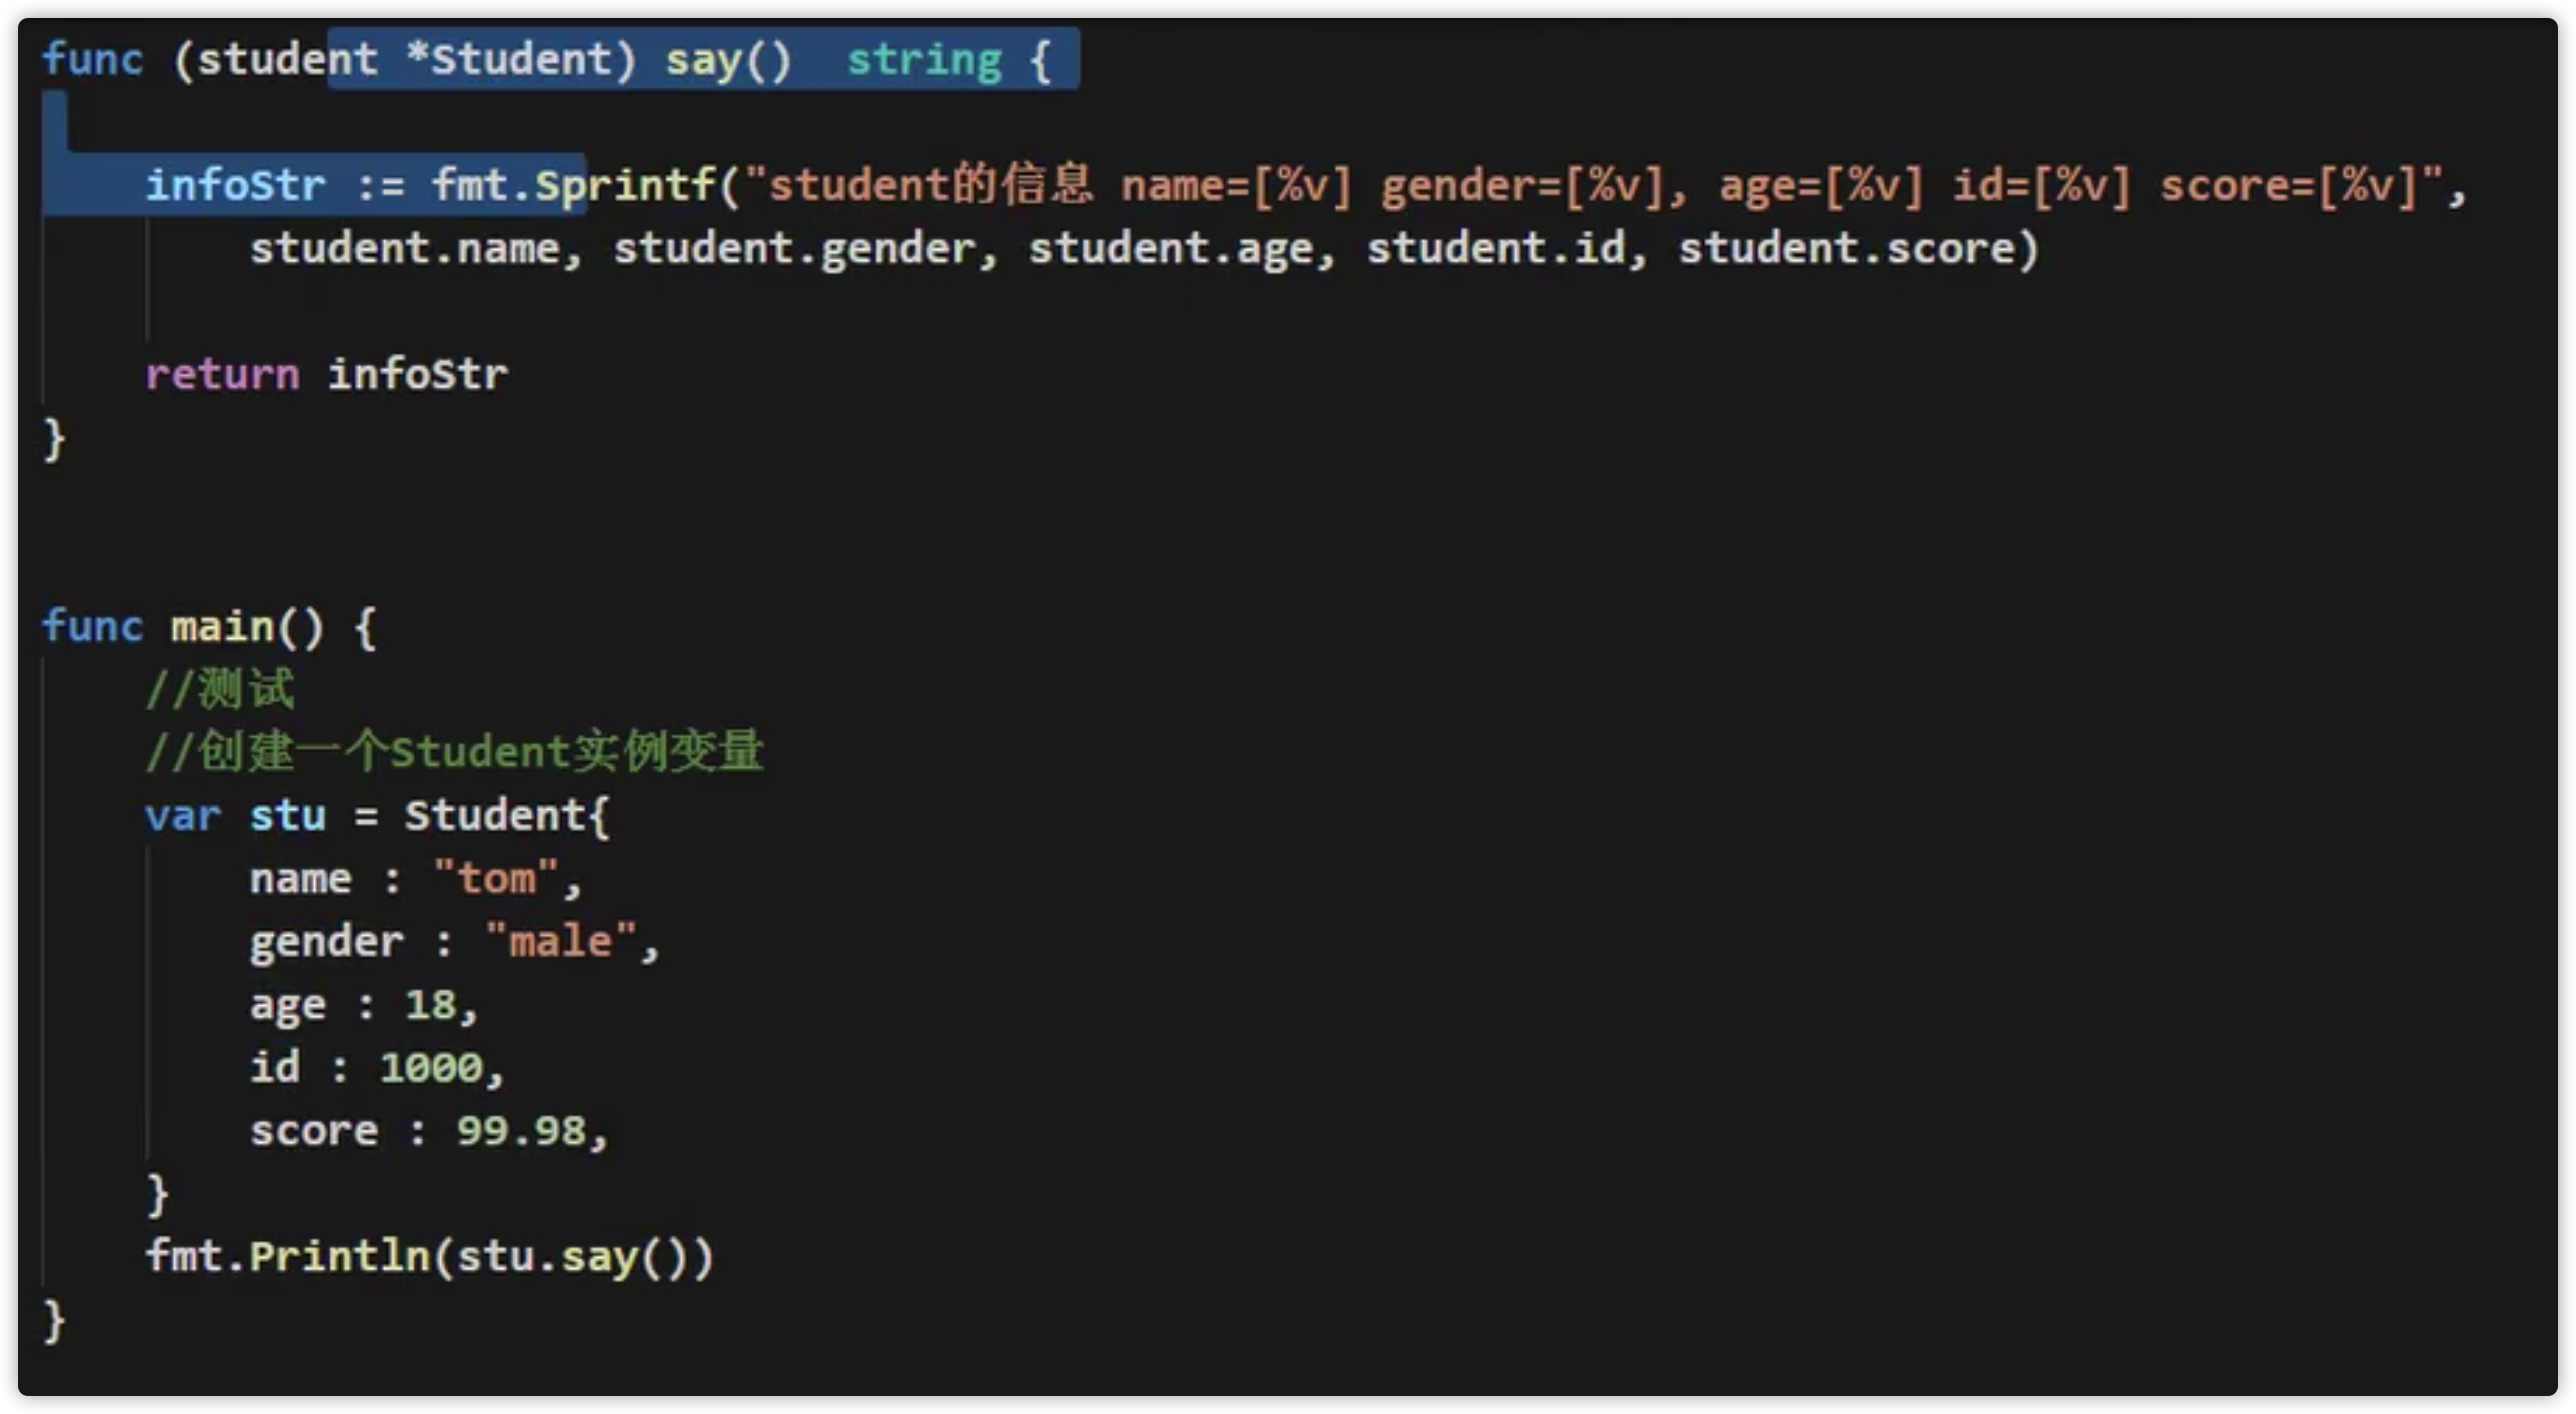 func (student *Student) say()  string {
infoStr := fmt.Sprintf("student的信息 name=[%v] gender=[%v], age=[%v] id=[%v] score=[%v]",
student.name, student.gender, student.age, student.id, student.score)
return infoStr
}
func main() {
//测试
//创建一个Student实例变量
var stu = Student{
name : "tom",
gender : "male",
age : 18,
id : 1000,
score : 99.98,
}
fmt.Println(stu.say())
}